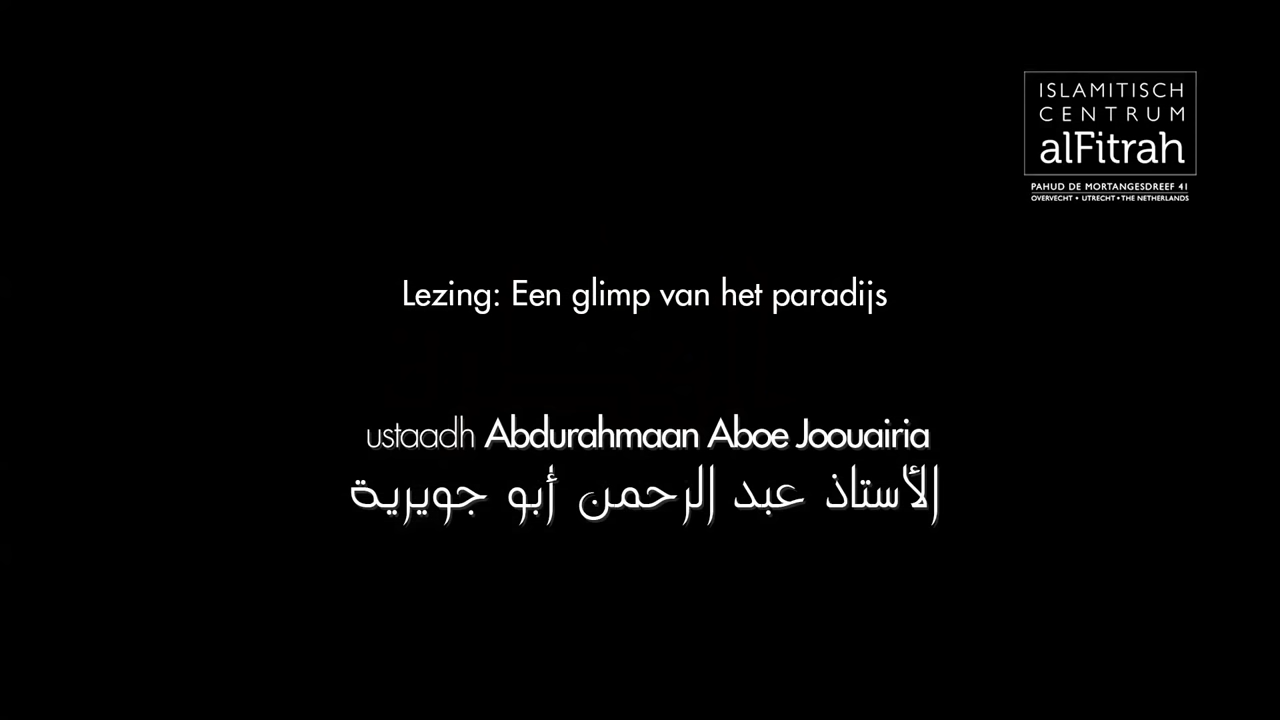 ISLAMITISCH
CENTRUM
alFitrah
PAHUD DE MORTANGESDREEF 41
OVERVECHT • UTRECHT • THE NETHERLANDS
Lezing: Een glimp van het paradijs
ustaadh Abdurahmaan Aboe Joouairia
الأستاذ عبد الرحمن أبو جويرية